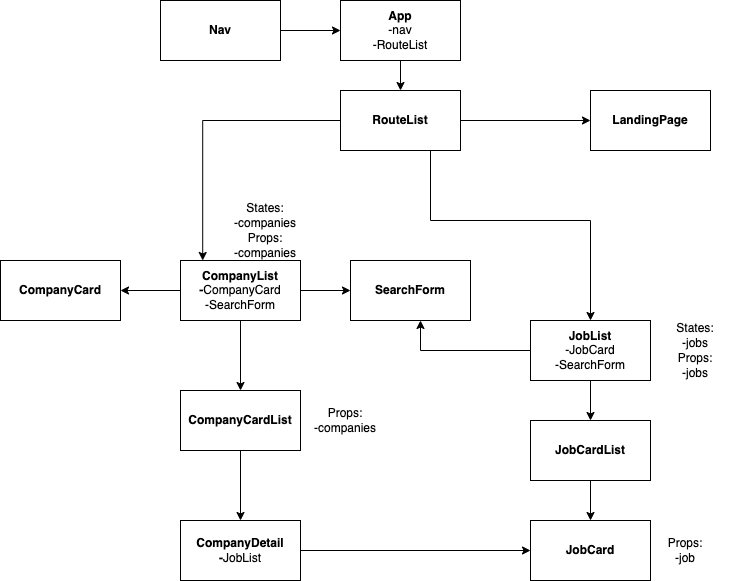 Nav
App
-nav
-RouteList
RouteList
LandingPage
States:
-companies
Props:
-companies
CompanyCard
CompanyList
-CompanyCard
-SearchForm
SearchForm
JobList
-JobCard
-SearchForm
States:
-jobs
Props:
-jobs
CompanyCardList
Props:
-companies
JobCardList
CompanyDetail
-JobList
JobCard
Props:
-job